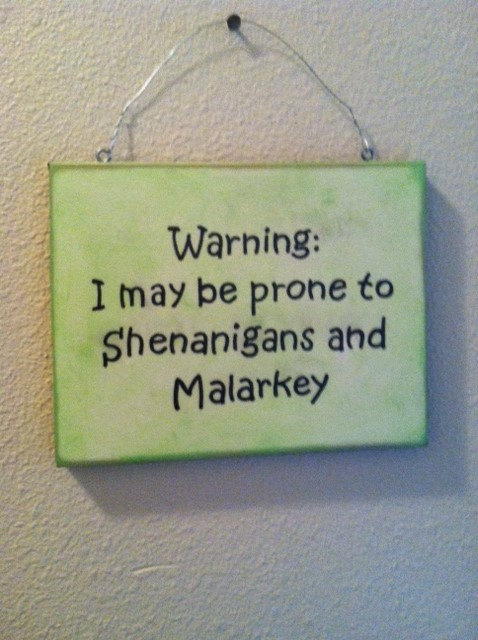 Warning:
I may be prone to
Shenanigans and
Malarkey